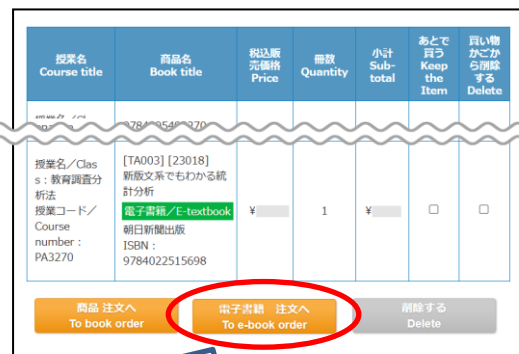 授業名
Course title
商品名
Book title
税込販
売価格
Price
冊数
Quantity
小計
Sub-
total
あとで
買う
Keep
the
Item
買い物
かごか
ら削除
する
Delete
授業名／Clas
s：教育調査分
析法
授業コード／
Course
number：
PA3270
[TA003] [23018]
新版文系でもわかる統
計分析
電子書籍／E-textbook
朝日新聞出版
ISBN：
9784022515698
¥
1
¥
商品 注文へ
To book order
電子書籍 注文へ
To e-book order
削除する
Delete